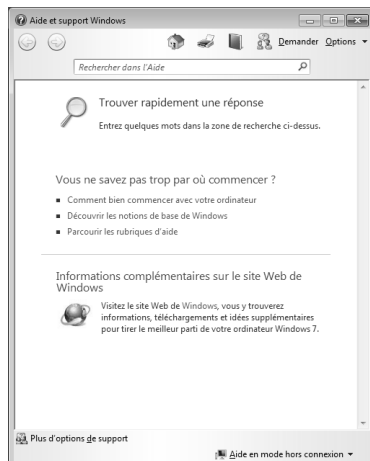 Aide et support Windows
Demander Options
Rechercher dans l'Aide
Trouver rapidement une réponse
Entrez quelques mots dans la zone de recherche ci-dessus.
Vous ne savez pas trop par où commencer ?
Comment bien commencer avec votre ordinateur
Découvrir les notions de base de Windows
Parcourir les rubriques d'aide
Informations complémentaires sur le site Web de
Windows
Visitez le site Web de Windows, vous y trouverez
informations, téléchargements et idées supplémentaires
pour tirer le meilleur parti de votre ordinateur Windows 7.
Plus d'options de support
Aide en mode hors connexion